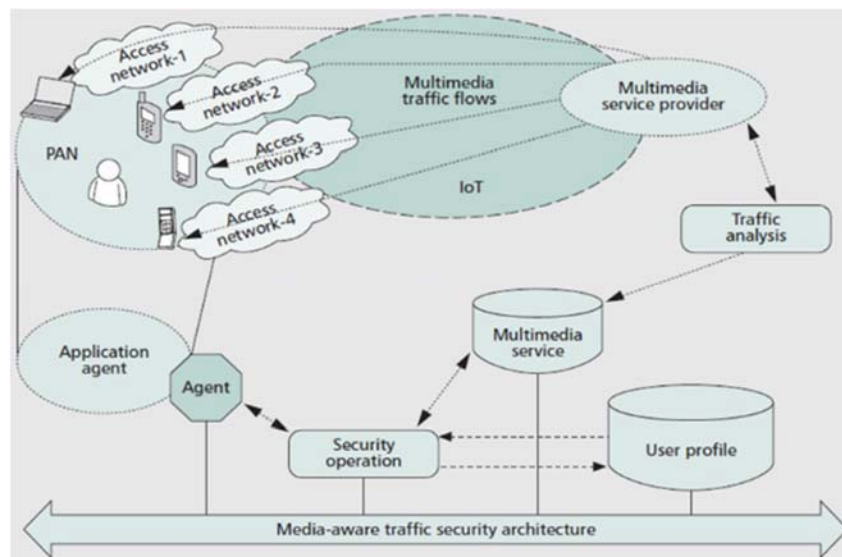 Access
network-1
Access
network-2
Multimedia
traffic flows
Multimedia
service provider
PAN
Access
network-3
IoT
Access
network-4
Traffic
analysis
Multimedia
service
Application
agent
Agent
Security
operation
User profile
Media-aware traffic security architecture